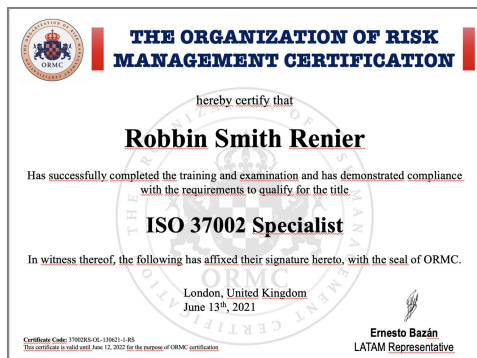 THE ORGANIZATION OF RISK
MANAGEMENT CERTIFICATION
ORMC
hereby certify that
Robbin Smith Renier
Has successfully completed the training and examination and has demonstrated compliance
with the requirements to qualify for the title
ISO 37002 Specialist
In witness thereof, the following has affixed their signature hereto, with the seal of ORMC.
ORMC
London, United Kingdom
June 13th, 2021
Ernesto Bazán
LATAM Representative
Certificate Code: 37002RS-OL-130621-1-RS
This certificate is valid until June 12, 2022 for the purpose of ORMC certification